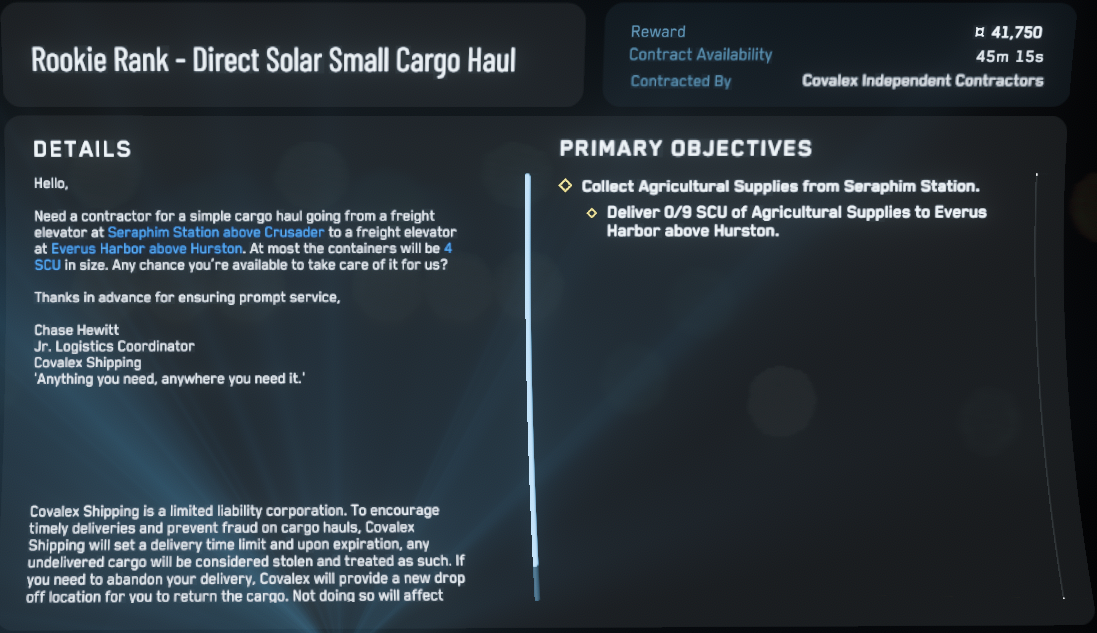 Rookie Rank - Direct Solar Small Cargo Haul
Reward
¤ 41,750
Contract Availability
45m 15s
Contracted By
Covalex Independent Contractors
DETAILS
Hello,
Need a contractor for a simple cargo haul going from a freight
elevator at Seraphim Station above Crusader to a freight elevator
at Everus Harbor above Hurston. At most the containers will be 4
SCU in size. Any chance you're available to take care of it for us?
Thanks in advance for ensuring prompt service,
Chase Hewitt
Jr. Logistics Coordinator
Covalex Shipping
'Anything you need, anywhere you need it.'
Covalex Shipping is a limited liability corporation. To encourage
timely deliveries and prevent fraud on cargo hauls, Covalex
Shipping will set a delivery time limit and upon expiration, any
undelivered cargo will be considered stolen and treated as such. If
you need to abandon your delivery, Covalex will provide a new drop
off location for you to return the cargo. Not doing so will affect
PRIMARY OBJECTIVES
Collect Agricultural Supplies from Seraphim Station.
Deliver 0/9 SCU of Agricultural Supplies to Everus
Harbor above Hurston.